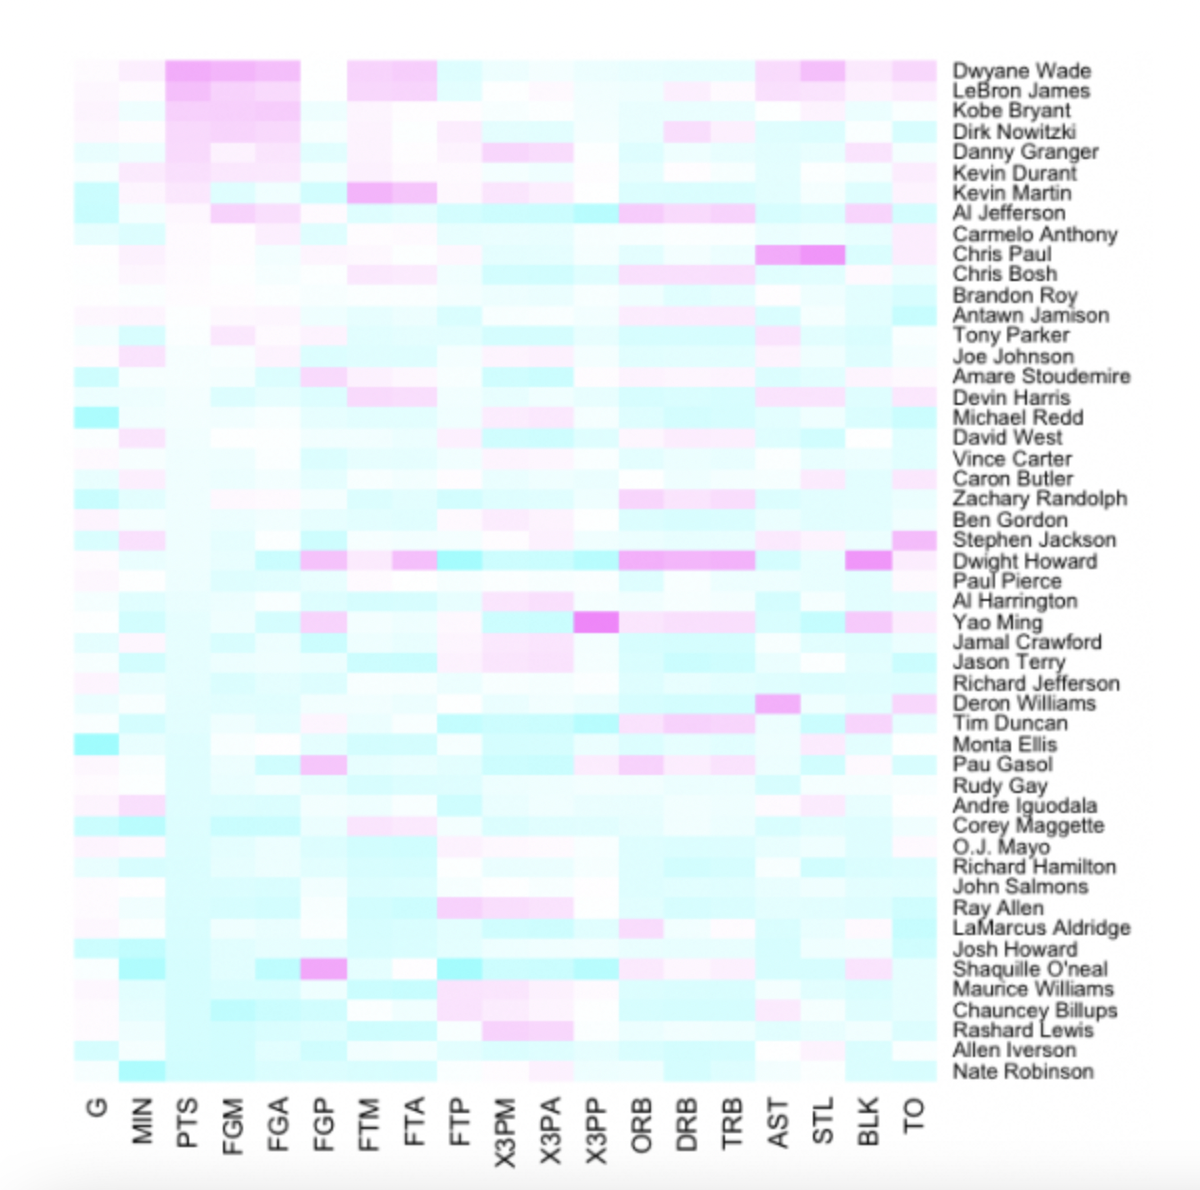 Dwyane Wade
LeBron James
Kobe Bryant
Dirk Nowitzki
Danny Granger
Kevin Durant
Kevin Martin
Al Jefferson
Carmelo Anthony
Chris Paul
Chris Bosh
Brandon Roy
Antawn Jamison
Tony Parker
Joe Johnson
Amare Stoudemire
Devin Harris
Michael Redd
David West
Vince Carter
Caron Butler
Zachary Randolph
Ben Gordon
Stephen Jackson
Dwight Howard
Paul Pierce
Al Harrington
Yao Ming
Jamal Crawford
Jason Terry
Richard Jefferson
Deron Williams
Tim Duncan
Monta Ellis
Pau Gasol
Rudy Gay
Andre Iguodala
Corey Maggette
O.J. Mayo
Richard Hamilton
John Salmons
Ray Allen
LaMarcus Aldridge
Josh Howard
Shaquille O'neal
Maurice Williams
Chauncey Billups
Rashard Lewis
Allen Iverson
Nate Robinson
G
MIN
PTS
FGM
FGA
FGP
FTM
FTA
FTP
X3PM
X3PA
X3PP
ORB
DRB
TRB
AST
STL
BLK
TO